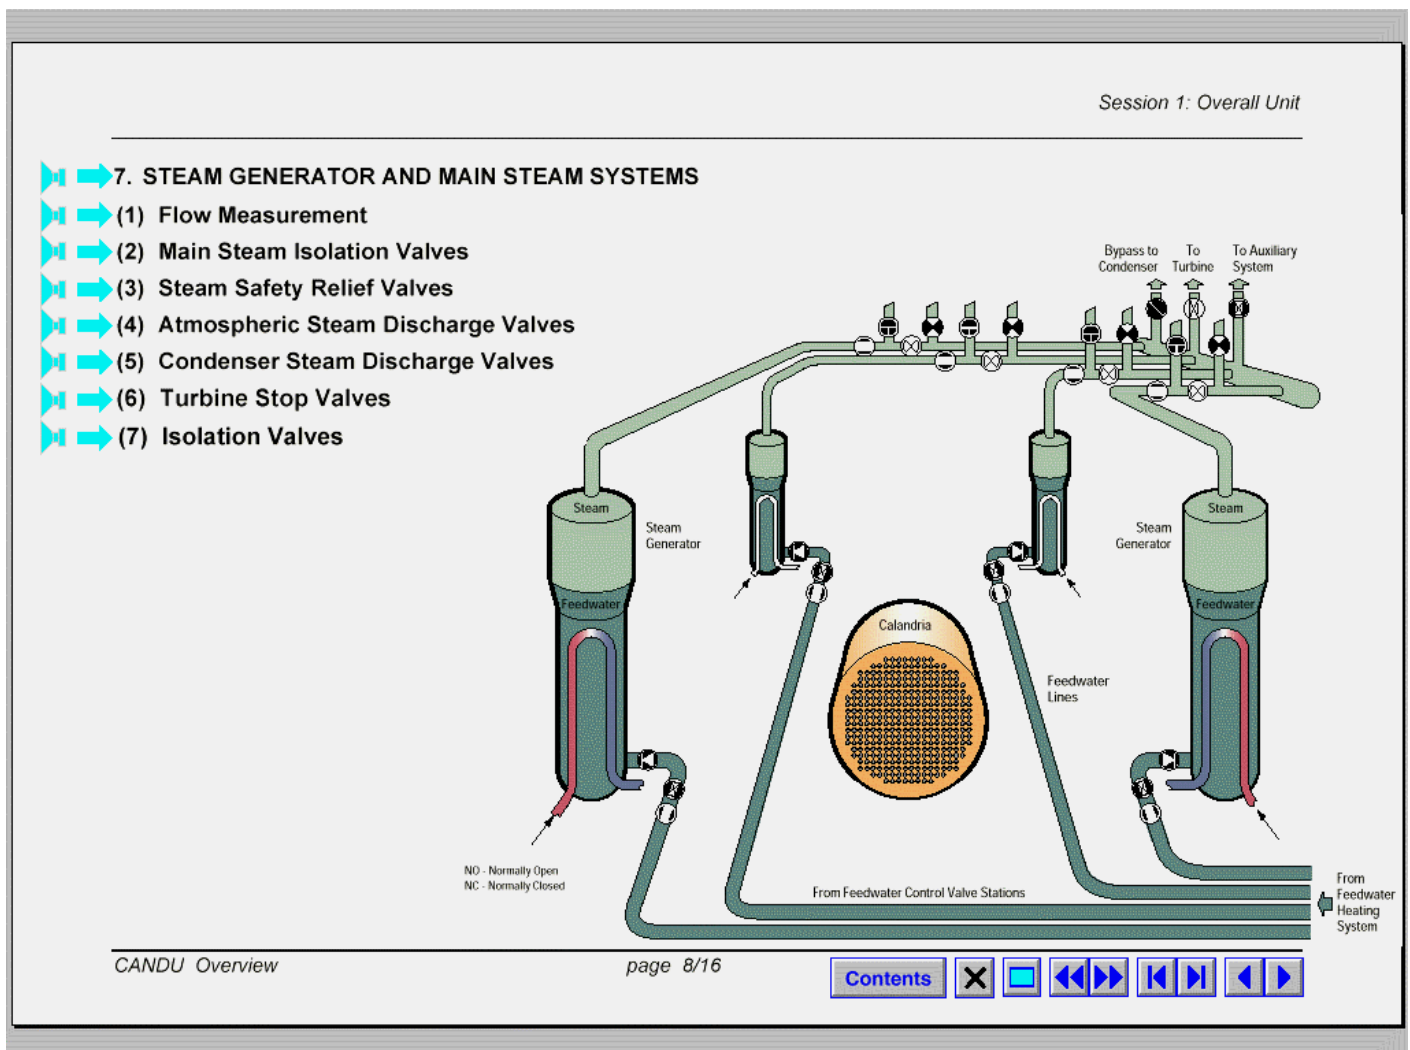 Session 1: Overall Unit
7. STEAM GENERATOR AND MAIN STEAM SYSTEMS
(1) Flow Measurement
(2) Main Steam Isolation Valves
(3) Steam Safety Relief Valves
(4) Atmospheric Steam Discharge Valves
(5) Condenser Steam Discharge Valves
(6) Turbine Stop Valves
(7) Isolation Valves
Bypass to
Condenser
To
Turbine
To Auxiliary
System
Steam
Steam
Generator
Feedwater
Steam
Generator
Steam
Feedwater
Calandria
Feedwater
Lines
NO - Normally Open
NC - Normally Closed
From Feedwater Control Valve Stations
From
Feedwater
Heating
System
CANDU Overview
page 8/16
Contents